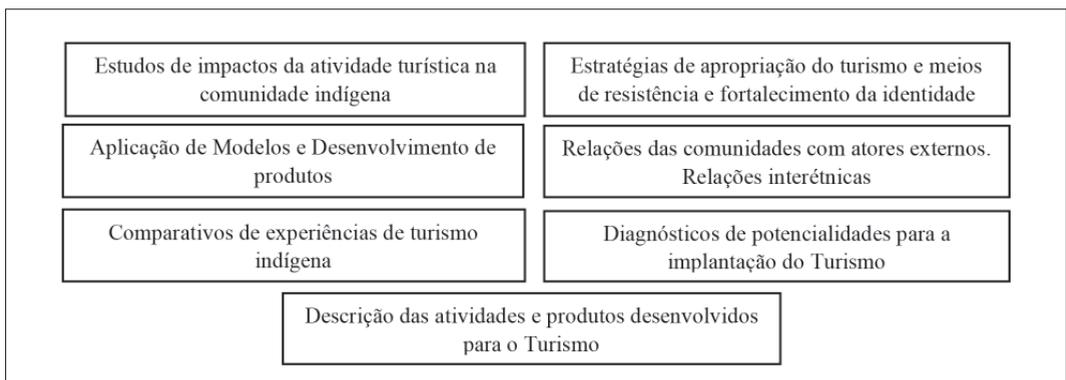 Estudos de impactos da atividade turística na
comunidade indígena
Estratégias de apropriação do turismo e meios
de resistência e fortalecimento da identidade
Aplicação de Modelos e Desenvolvimento de
produtos
Relações das comunidades com atores externos.
Relações interétnicas
Comparativos de experiências de turismo
indígena
Diagnósticos de potencialidades para a
implantação do Turismo
Descrição das atividades e produtos desenvolvidos
para o Turismo